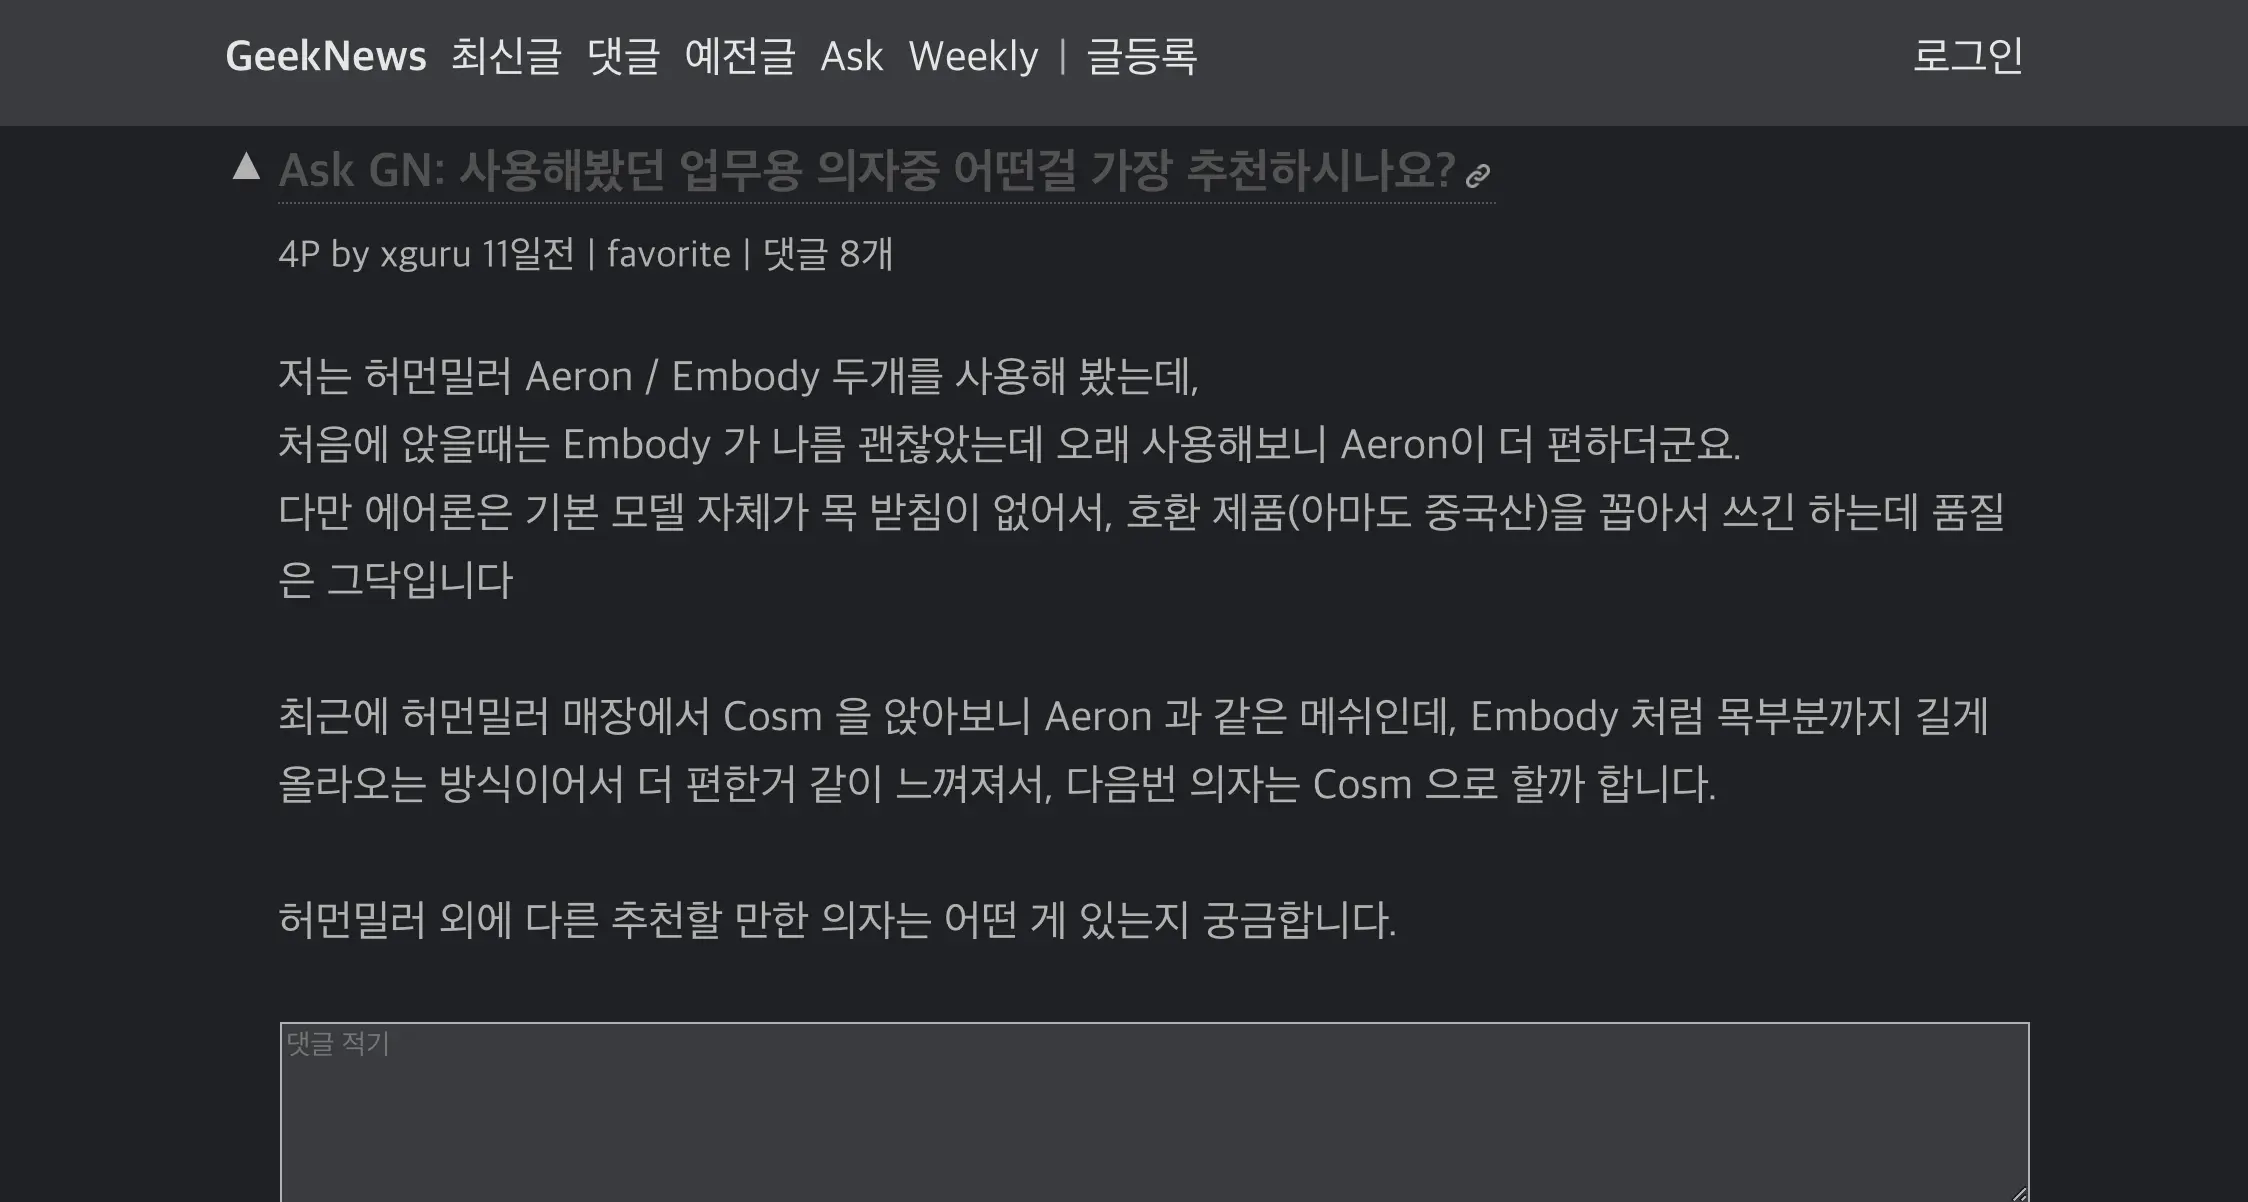 GeekNews 최신글 댓글 예전글 Ask Weekly | 글등록 로그인
▲ Ask GN: 사용해봤던 업무용 의자중 어떤걸 가장 추천하시나요?
4P by xguru 11일전 | favorite | 댓글 8개
저는 허먼밀러 Aeron / Embody 두개를 사용해 봤는데,
처음에 앉을때는 Embody 가 나름 괜찮았는데 오래 사용해보니 Aeron이 더 편하더군요.
다만 에어론은 기본 모델 자체가 목 받침이 없어서, 호환 제품(아마도 중국산)을 꼽아서 쓰긴 하는데 품질
은 그닥입니다
최근에 허먼밀러 매장에서 Cosm 을 앉아보니 Aeron 과 같은 메쉬인데, Embody 처럼 목부분까지 길게
올라오는 방식이어서 더 편한거 같이 느껴져서, 다음번 의자는 Cosm 으로 할까 합니다.
허먼밀러 외에 다른 추천할 만한 의자는 어떤 게 있는지 궁금합니다.
댓글 적기